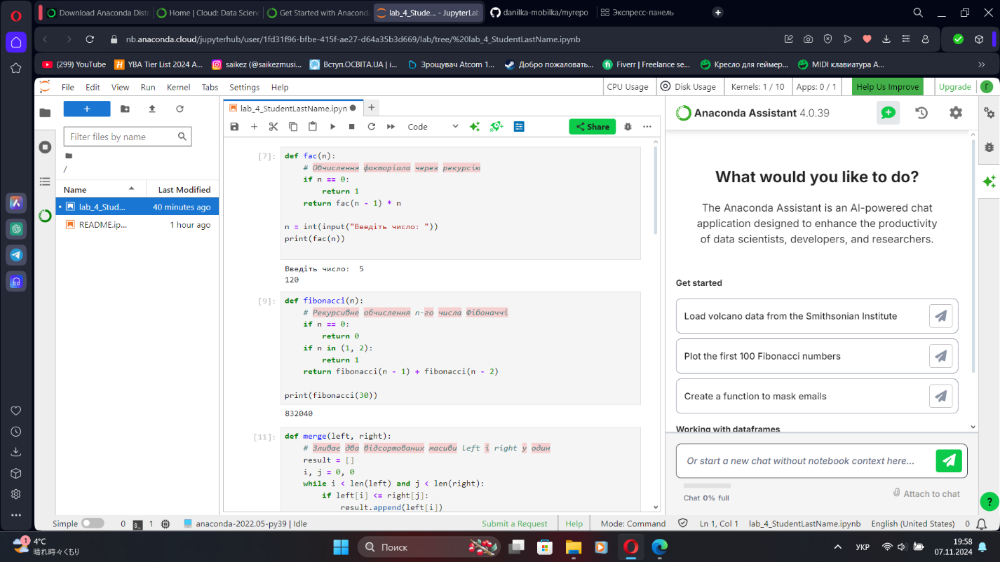 Download Anaconda Dist
Home | Cloud: Data Scienc
Get Started with Anacond
lab_4_Stude... - JupyterLab
danilka-mobilka/myrepo
Экспресс-панель
nb.anaconda.cloud/jupyterhub/user/1fd31f96-bfbe-415f-ae27-d64a35b3d669/lab/tree/%20lab_4_StudentLastName.ipynb
(299) YouTube
YBA Tier List 2024 A...
saikez (@saikezmusi...
Вступ.ОСВІТА.UA | і...
Зрощувач Atcom 1...
Добро пожаловать...
Fiverr | Freelance se...
Кресло для геймер...
MIDI клавиатура A...
File Edit View Run Kernel Tabs Settings Help
CPU Usage
Disk Usage
Kernels: 1 / 10
Apps: 0 / 1
Help Us Improve
Upgrade
Г
Filter files by name
/
Name
Last Modified
lab_4_Stud...
40 minutes ago
README.ip...
1 hour ago
lab_4_StudentLastName.ipyn
Code
Share
[7]:
def fac(n):
# Обчислення факторіала через рекурсію
if n == 0:
return 1
return fac(n - 1) * n
n = int(input("Введіть число: "))
print(fac(n))
Введіть число: 5
120
[9]:
def fibonacci(n):
# Рекурсивне обчислення n-го числа Фібоначчі
if n == 0:
return 0
if n in (1, 2):
return 1
return fibonacci(n - 1) + fibonacci(n - 2)
print(fibonacci(30))
832040
[11]:
def merge(left, right):
# Зливає два відсортованих масиви left і right у один
result = []
i, j = 0, 0
while i < len(left) and j < len(right):
if left[i] <= right[j]:
result.append(left[i])
Anaconda Assistant 4.0.39
What would you like to do?
The Anaconda Assistant is an AI-powered chat
application designed to enhance the productivity
of data scientists, developers, and researchers.
Get started
Load volcano data from the Smithsonian Institute
Plot the first 100 Fibonacci numbers
Create a function to mask emails
Working with dataframes
Or start a new chat without notebook context here...
Chat 0% full
Attach to chat
?
Simple
0
1
anaconda-2022.05-py39 | Idle
Submit a Request
Help
Mode: Command
Ln 1, Col 1
lab_4_StudentLastName.ipynb
English (United States)
0
1
4°C
晴れ時々くもり
Поиск
УКР
19:58
07.11.2024